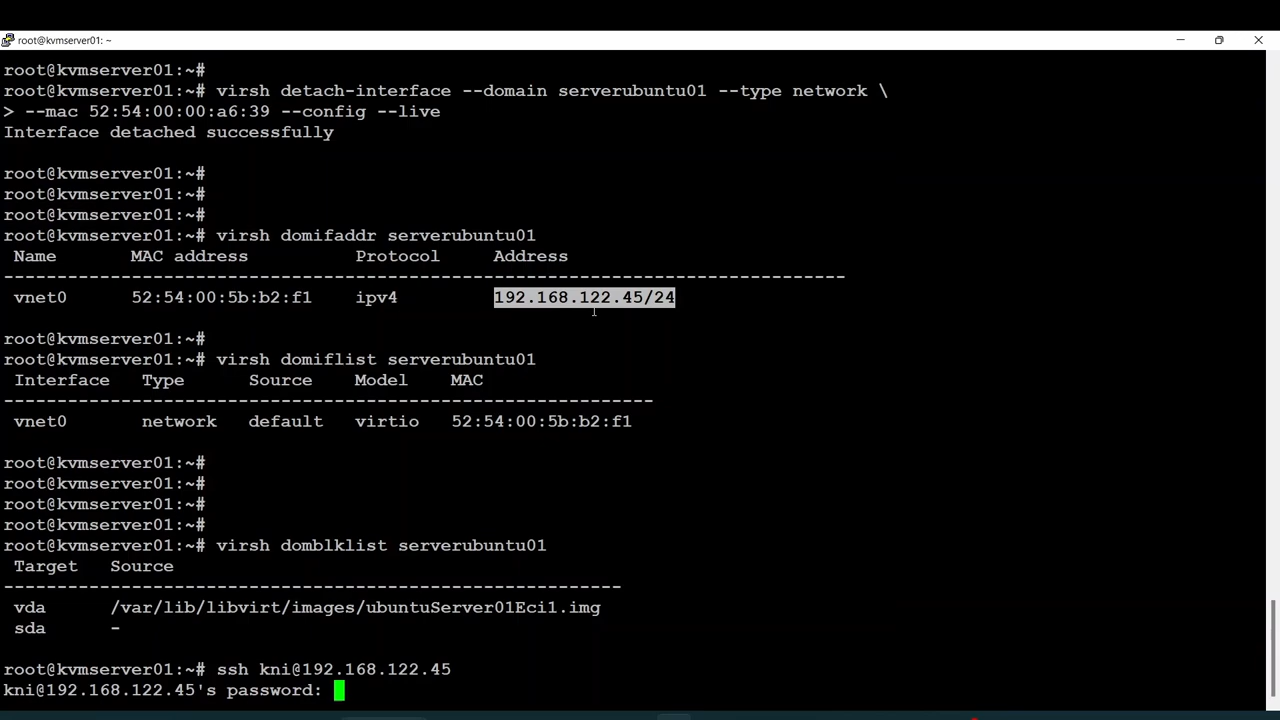 root@kvmserver01: ~
root@kvmserver01:~#
root@kvmserver01:~# virsh detach-interface --domain serverubuntu01 --type network \
> --mac 52:54:00:00:a6:39 --config --live
Interface detached successfully
root@kvmserver01:~#
root@kvmserver01:~#
root@kvmserver01:~#
root@kvmserver01:~# virsh domifaddr serverubuntu01
Name MAC address Protocol Address
-------------------------------------------------------------------------------
vnet0 52:54:00:5b:b2:f1 ipv4 192.168.122.45/24
root@kvmserver01:~#
root@kvmserver01:~# virsh domiflist serverubuntu01
Interface Type Source Model MAC
-------------------------------------------------------------
vnet0 network default virtio 52:54:00:5b:b2:f1
root@kvmserver01:~#
root@kvmserver01:~#
root@kvmserver01:~#
root@kvmserver01:~#
root@kvmserver01:~# virsh domblklist serverubuntu01
Target Source
----------------------------------------------------------
vda /var/lib/libvirt/images/ubuntuServer01Eci1.img
sda -
root@kvmserver01:~# ssh kni@192.168.122.45
kni@192.168.122.45's password: